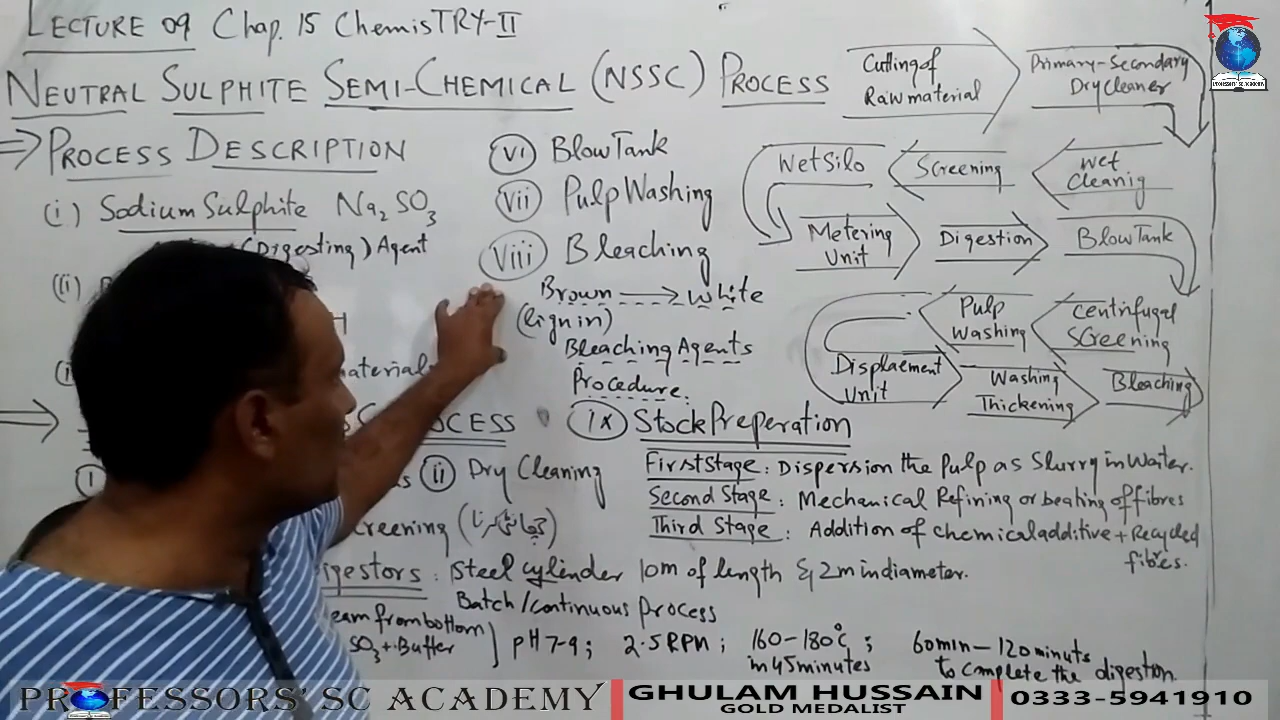 LECTURE 09 Chap. 15 ChemisTRY-II
NEUTRAL SULPHITE SEMI-CHEMICAL (NSSC) PROCESS
⇒ PROCESS DESCRIPTION
(i) Sodium Sulphite Na2SO3
(Digesting) Agent
(ii)
material
OCESS
(I)
(ii) Dry Cleaning
creening (چھانٹی کرنا)
igestors : Steel cylinder 10m of length & 2m in diameter.
Batch/continuous process
eam from bottom
SO3 + Buffer ] pH 7-9 ; 2.5 RPM ; 160-180°C ; 60min - 120minuts
in 45 minutes to complete the digestion.
(vi) Blow Tank
(vii) Pulp Washing
(Viii) Bleaching
Brown → White
(lignin)
Bleaching Agents
Procedure:
(IX) Stock Preperation
First Stage : Dispersion the Pulp as Slurry in Water.
Second Stage : Mechanical Refining or beating of fibres
Third Stage : Addition of chemical additive + Recycled
fibres.
Cutting of
Raw material
Primary-Secondary
Dry Cleaner
Wet
Cleanig
Screening
Wet Silo
Metering
Unit
Digestion
Blow Tank
Centrifugal
Screening
Pulp
Washing
Displaement
Unit
Washing
Thickening
Bleaching
PROFESSORS' SC ACADEMY
GHULAM HUSSAIN
GOLD MEDALIST
0333-5941910